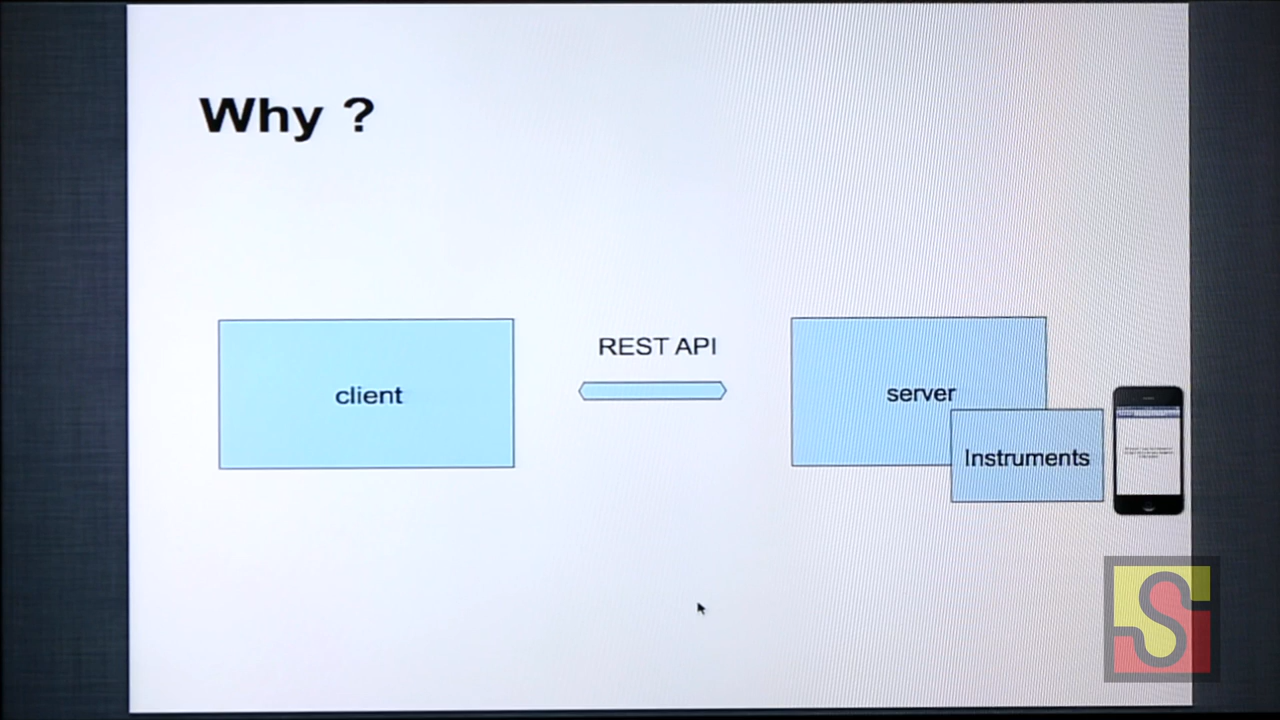 Why ?
client
REST API
server
Instruments